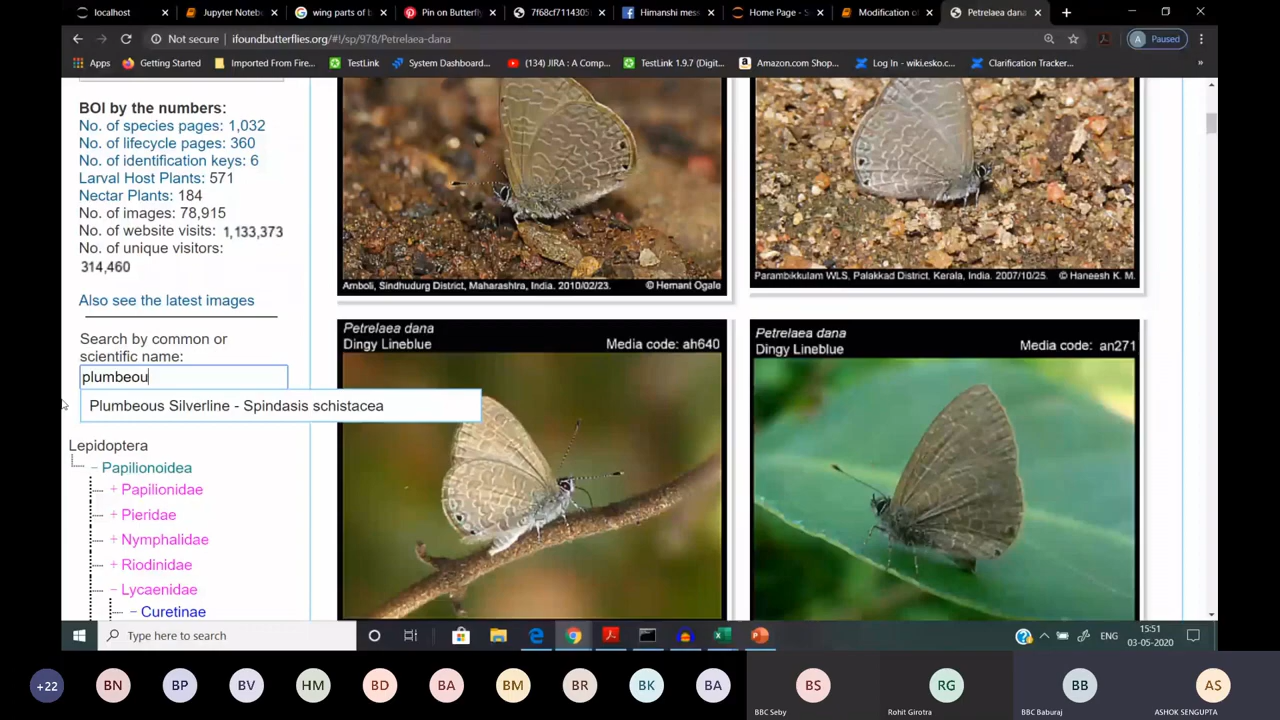 localhost
Jupyter Noteb
wing parts of b
Pin on Butterfly
7f68cf7114305
Himanshi mes
Home Page - S
Modification o
Petrelaea dana
Not secure
ifoundbutterflies.org/#!/sp/978/Petrelaea-dana
A Paused
Apps
Getting Started
Imported From Fire...
TestLink
System Dashboard...
(134) JIRA : A Comp...
TestLink 1.9.7 (Digit...
Amazon.com Shop...
Log In - wiki.esko.c...
Clarification Tracker...
»
BOI by the numbers:
No. of species pages: 1,032
No. of lifecycle pages: 360
No. of identification keys: 6
Larval Host Plants: 571
Nectar Plants: 184
No. of images: 78,915
No. of website visits: 1,133,373
No. of unique visitors:
314,460
Also see the latest images
Search by common or
scientific name:
plumbeou
Plumbeous Silverline - Spindasis schistacea
Lepidoptera
− Papilionoidea
+ Papilionidae
+ Pieridae
+ Nymphalidae
+ Riodinidae
− Lycaenidae
− Curetinae
Amboli, Sindhudurg District, Maharashtra, India. 2010/02/23. © Hemant Ogale
Parambikkulam WLS, Palakkad District, Kerala, India. 2007/10/25. © Haneesh K. M.
Petrelaea dana
Dingy Lineblue Media code: ah640
Petrelaea dana
Dingy Lineblue Media code: an271
Type here to search
ENG
15:51
03-05-2020
+22
BN
BP
BV
HM
BD
BA
BM
BR
BK
BA
BS
BBC Seby
RG
Rohit Girotra
BB
BBC Baburaj
AS
ASHOK SENGUPTA